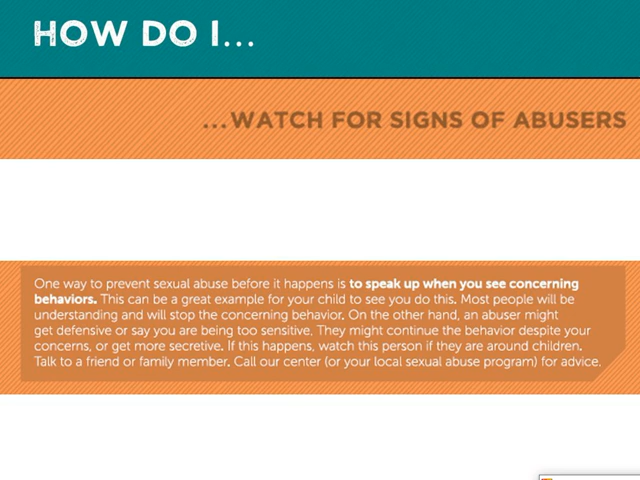 HOW DO I...
...WATCH FOR SIGNS OF ABUSERS
One way to prevent sexual abuse before it happens is to speak up when you see concerning
behaviors. This can be a great example for your child to see you do this. Most people will be
understanding and will stop the concerning behavior. On the other hand, an abuser might
get defensive or say you are being too sensitive. They might continue the behavior despite your
concerns, or get more secretive. If this happens, watch this person if they are around children.
Talk to a friend or family member. Call our center (or your local sexual abuse program) for advice.